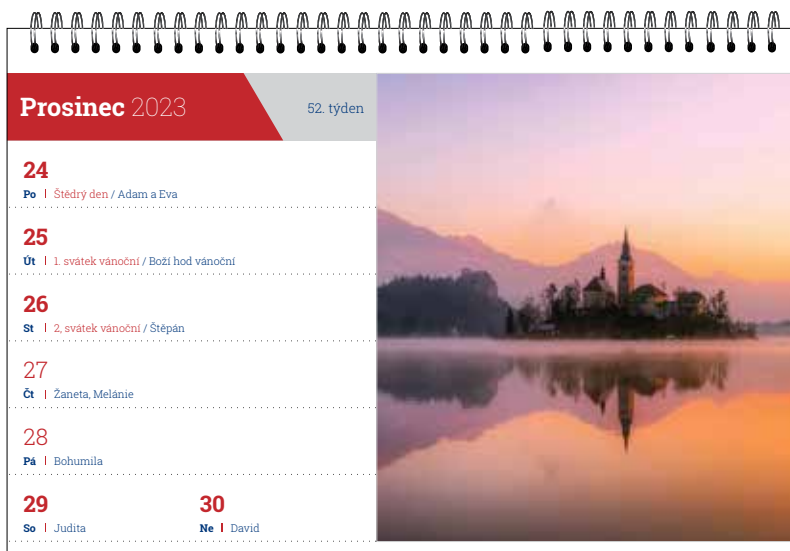 Prosinec 2023
52. týden
24
Po | Štědrý den / Adam a Eva
25
Út | 1. svátek vánoční / Boží hod vánoční
26
St | 2, svátek vánoční / Štěpán
27
Čt | Žaneta, Melánie
28
Pá | Bohumila
29
So | Judita
30
Ne | David